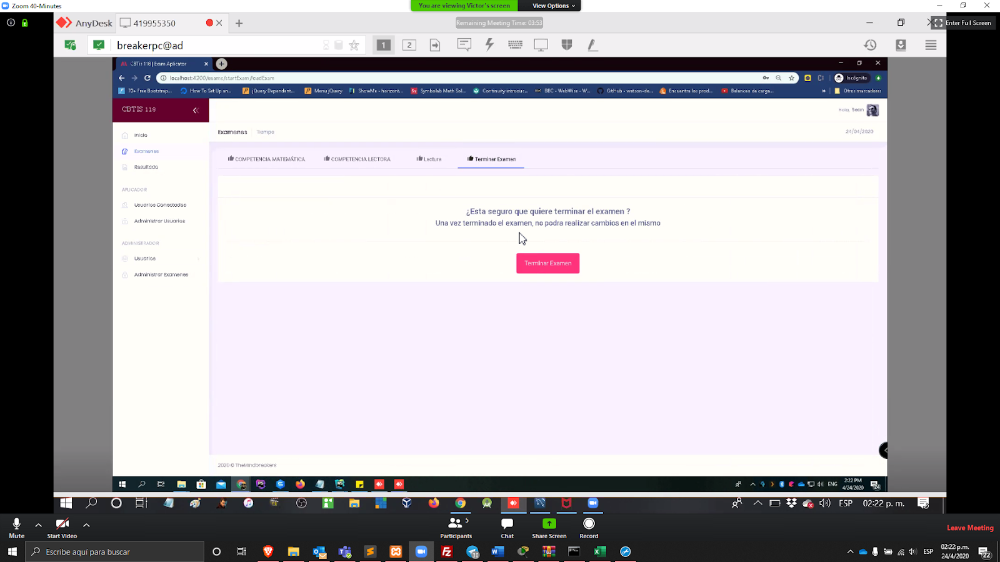 Zoom 40-Minutes
You are viewing Victor's screen
View Options
AnyDesk
419955350
Remaining Meeting Time: 03:53
Enter Full Screen
breakerpc@ad
1
2
CBTis 118 | Exam Aplicator
localhost:4200/exams/startExam/loadExam
Incógnito
70+ Free Bootstrap...
How To Set Up an...
jQuery Dependent...
Menu jQuery
ShowMe - horizont...
Symbolab Math Sol...
Continuity introduc...
BBC - WebWise - W...
GitHub - watson-de...
Encuentra los prod...
Balanceo de carga...
»
Otros marcadores
CBTIS 118
Hola, Sean
Inicio
Examenes
Tiempo
24/04/2020
Examenes
COMPETENCIA MATEMÁTICA
COMPETENCIA LECTORA
Lectura
Terminar Examen
Resultado
APLICADOR
Usuarios Conectados
Administrar Usuarios
¿Esta seguro que quiere terminar el examen ?
Una vez terminado el examen, no podra realizar cambios en el mismo
ADMINISTRADOR
Usuarios
Administrar Examenes
Terminar Examen
2020 © TheMindbreakers
ENG
2:22 PM
4/24/2020
24
ESP
02:22 p. m.
Mute
Start Video
Participants
5
Chat
Share Screen
Record
Leave Meeting
Escribe aquí para buscar
30
ESP
02:22p.m.
24/4/2020
22